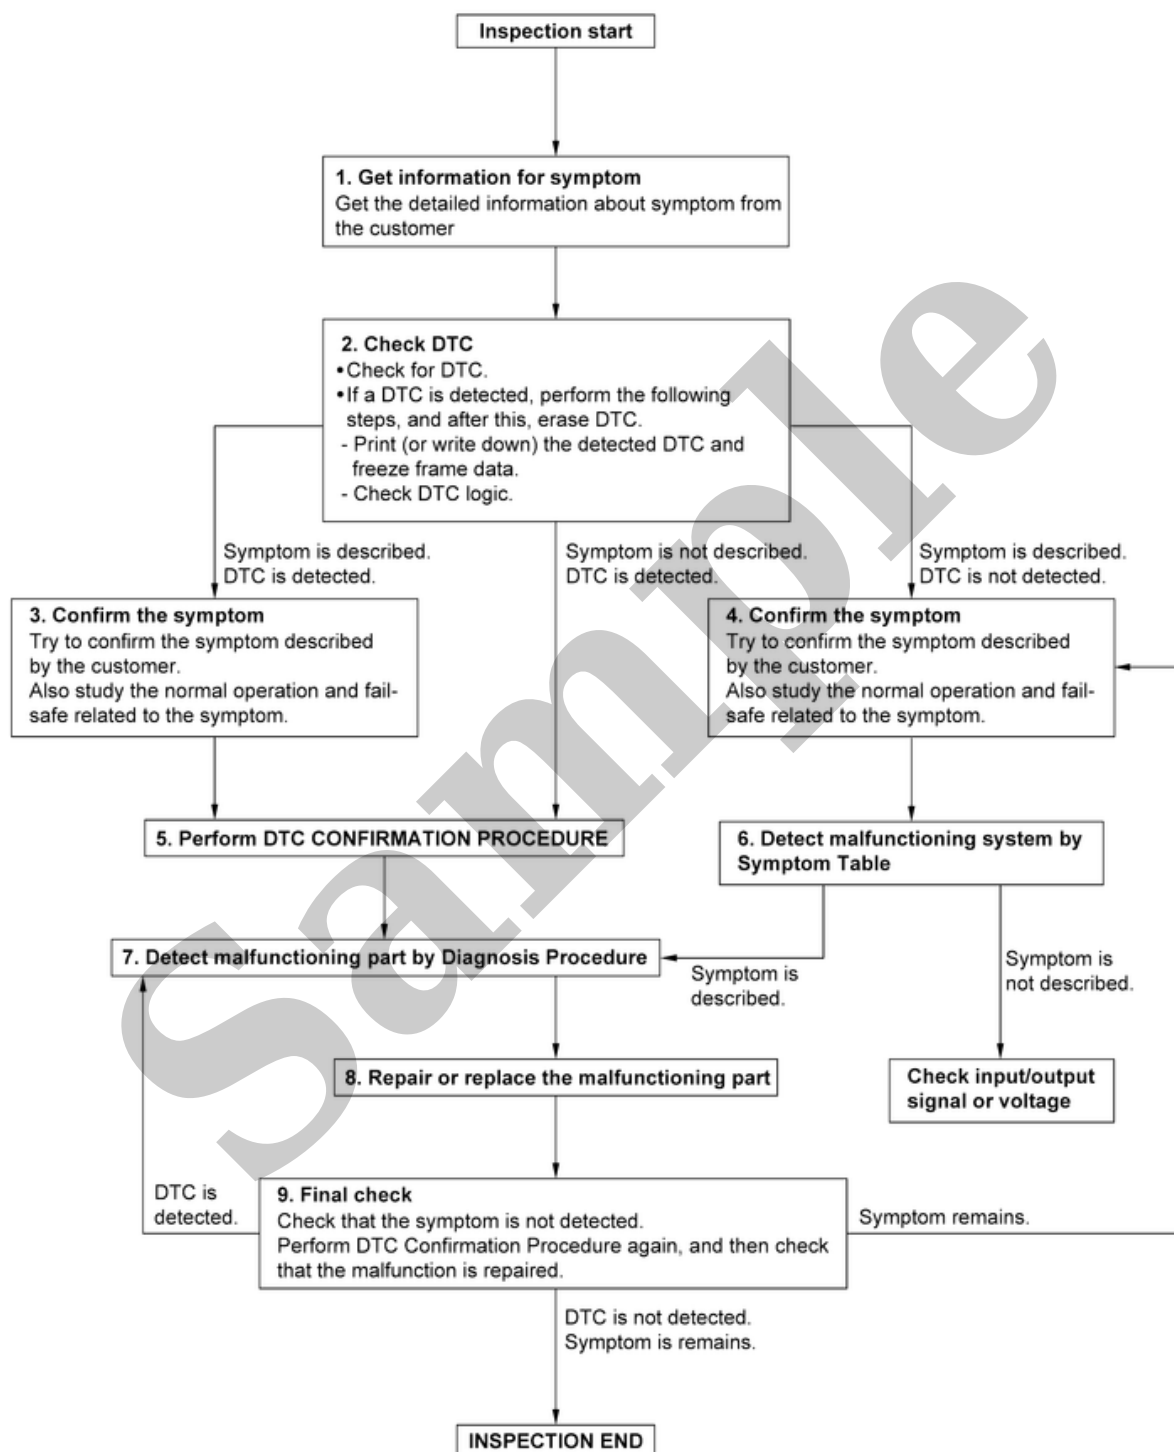 Inspection start
1. Get information for symptom
Get the detailed information about symptom from
the customer
2. Check DTC
•Check for DTC.
•If a DTC is detected, perform the following
steps, and after this, erase DTC.
- Print (or write down) the detected DTC and
freeze frame data.
- Check DTC logic.
Symptom is described.
DTC is detected.
Symptom is not described.
DTC is detected.
Symptom is described.
DTC is not detected.
3. Confirm the symptom
Try to confirm the symptom described
by the customer.
Also study the normal operation and fail-
safe related to the symptom.
4. Confirm the symptom
Try to confirm the symptom described
by the customer.
Also study the normal operation and fail-
safe related to the symptom.
5. Perform DTC CONFIRMATION PROCEDURE
6. Detect malfunctioning system by
Symptom Table
7. Detect malfunctioning part by Diagnosis Procedure
Symptom is
described.
Symptom is
not described.
8. Repair or replace the malfunctioning part
Check input/output
signal or voltage
DTC is
detected.
9. Final check
Check that the symptom is not detected.
Perform DTC Confirmation Procedure again, and then check
that the malfunction is repaired.
Symptom remains.
DTC is not detected.
Symptom is remains.
INSPECTION END
Sample